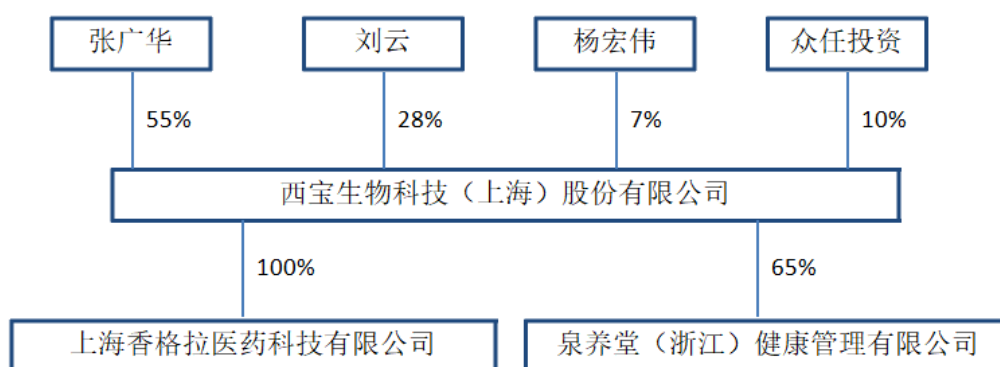 张广华
刘云
杨宏伟
众任投资
55%
28%
7%
10%
西宝生物科技（上海）股份有限公司
100%
65%
上海香格拉医药科技有限公司
泉养堂（浙江）健康管理有限公司